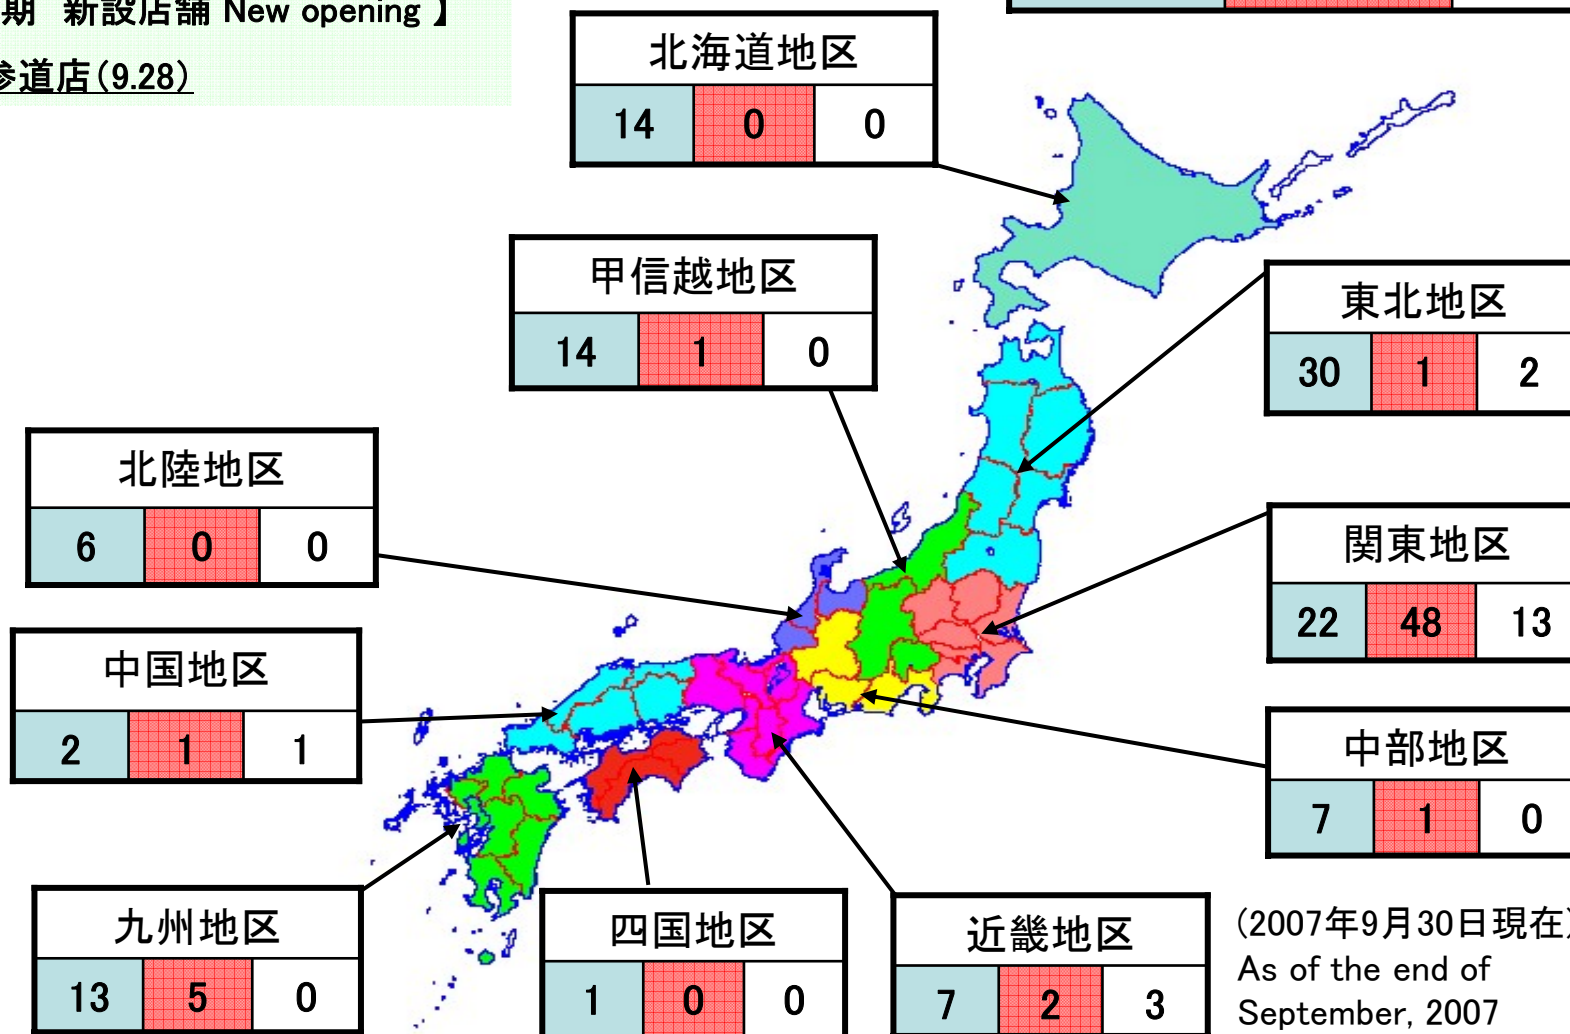 期 新設店舗 New opening 】
参道店(9.28)
北海道地区
14 0 0
甲信越地区
14 1 0
東北地区
30 1 2
北陸地区
6 0 0
関東地区
22 48 13
中国地区
2 1 1
中部地区
7 1 0
九州地区
13 5 0
四国地区
1 0 0
近畿地区
7 2 3
(2007年9月30日現在)
As of the end of
September, 2007